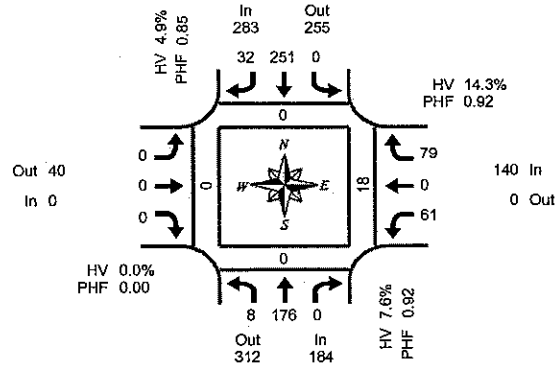 HV 4.9%
PHF 0.85
In
283
Out
255
32 251 0
HV 14.3%
PHF 0.92
0
0
0
0
Out 40
In 0
0
N
W E
S
18
79
0
61
140 In
0 Out
HV 0.0%
PHF 0.00
0
8 176 0
Out
312
In
184
HV 7.6%
PHF 0.92